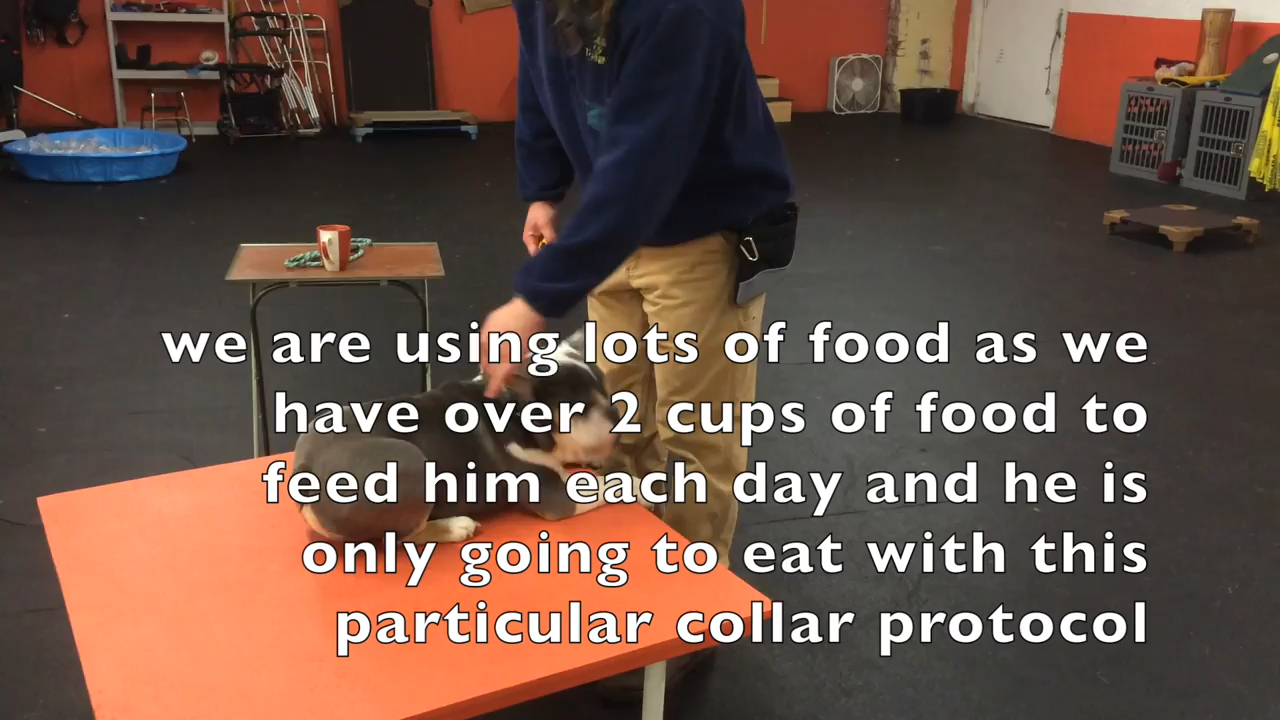 we are using lots of food as we
have over 2 cups of food to
feed him each day and he is
only going to eat with this
particular collar protocol